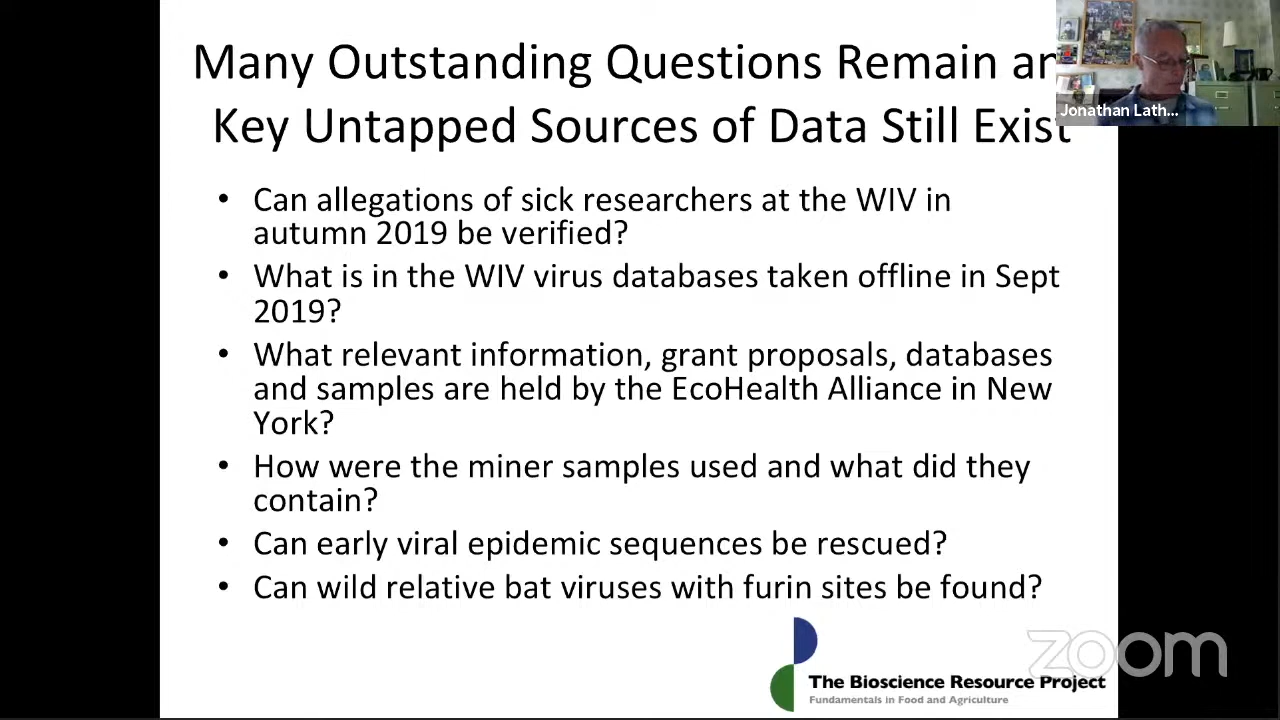 Many Outstanding Questions Remain an
Key Untapped Sources of Data Still Exist
Jonathan Lath...
• Can allegations of sick researchers at the WIV in
autumn 2019 be verified?
• What is in the WIV virus databases taken offline in Sept
2019?
• What relevant information, grant proposals, databases
and samples are held by the EcoHealth Alliance in New
York?
• How were the miner samples used and what did they
contain?
• Can early viral epidemic sequences be rescued?
• Can wild relative bat viruses with furin sites be found?
zoom
The Bioscience Resource Project
Fundamentals in Food and Agriculture